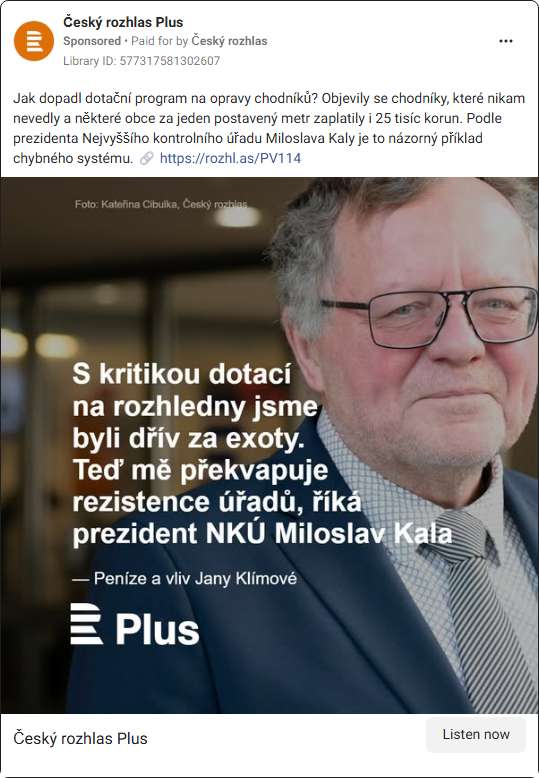 Český rozhlas Plus
Sponsored • Paid for by Český rozhlas
Library ID: 577317581302607
Jak dopadl dotační program na opravy chodníků? Objevily se chodníky, které nikam
nevedly a některé obce za jeden postavený metr zaplatily i 25 tisíc korun. Podle
prezidenta Nejvyššího kontrolního úřadu Miloslava Kaly je to názorný příklad
chybného systému. 🔗 https://rozhl.as/PV114
Foto: Kateřina Cibulka, Český rozhlas
S kritikou dotací
na rozhledny jsme
byli dřív za exoty.
Teď mě překvapuje
rezistence úřadů, říká
prezident NKÚ Miloslav Kala
— Peníze a vliv Jany Klímové
Plus
Český rozhlas Plus
Listen now